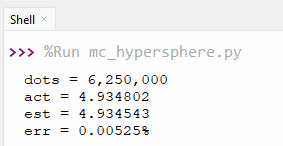 Shell
>>> %Run mc_hypersphere.py
dots = 6,250,000
act = 4.934802
est = 4.934543
err = 0.00525%